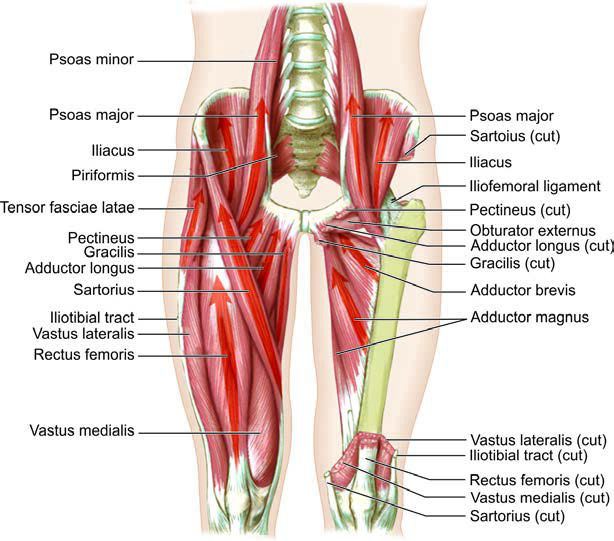 Psoas minor
Psoas major
Iliacus
Piriformis
Tensor fasciae latae
Pectineus
Gracilis
Adductor longus
Sartorius
Iliotibial tract
Vastus lateralis
Rectus femoris
Vastus medialis
Psoas major
Sartoius (cut)
Iliacus
Iliofemoral ligament
Pectineus (cut)
Obturator externus
Adductor longus (cut)
Gracilis (cut)
Adductor brevis
Adductor magnus
Vastus lateralis (cut)
Iliotibial tract (cut)
Rectus femoris (cut)
Vastus medialis (cut)
Sartorius (cut)